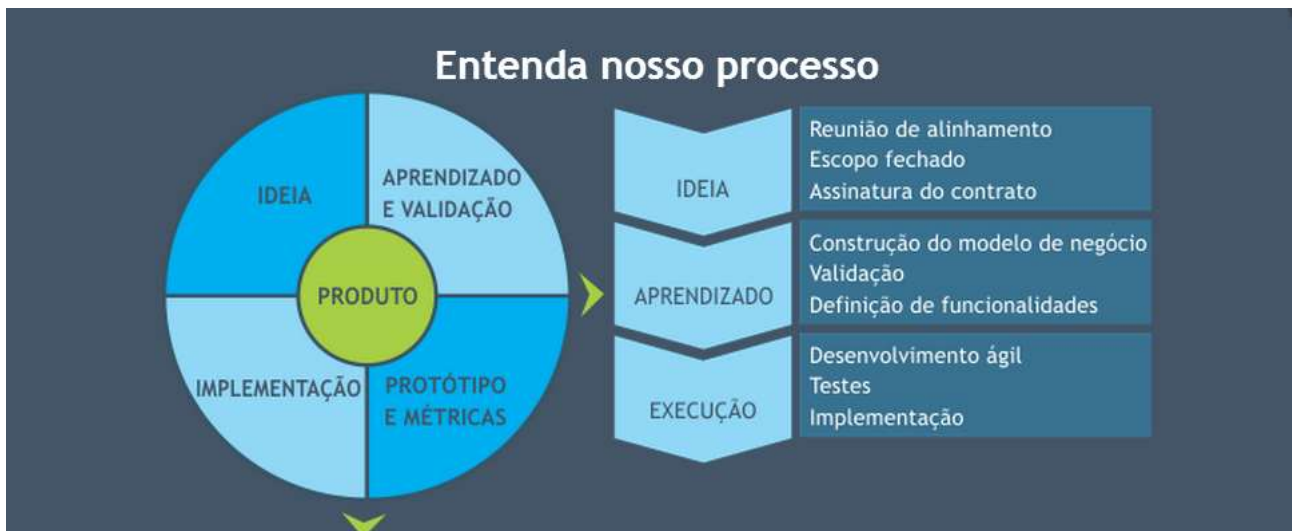 Entenda nosso processo
IDEIA
APRENDIZADO
E VALIDAÇÃO
PRODUTO
IMPLEMENTAÇÃO
PROTÓTIPO
E MÉTRICAS
IDEIA
Reunião de alinhamento
Escopo fechado
Assinatura do contrato
APRENDIZADO
Construção do modelo de negócio
Validação
Definição de funcionalidades
EXECUÇÃO
Desenvolvimento ágil
Testes
Implementação